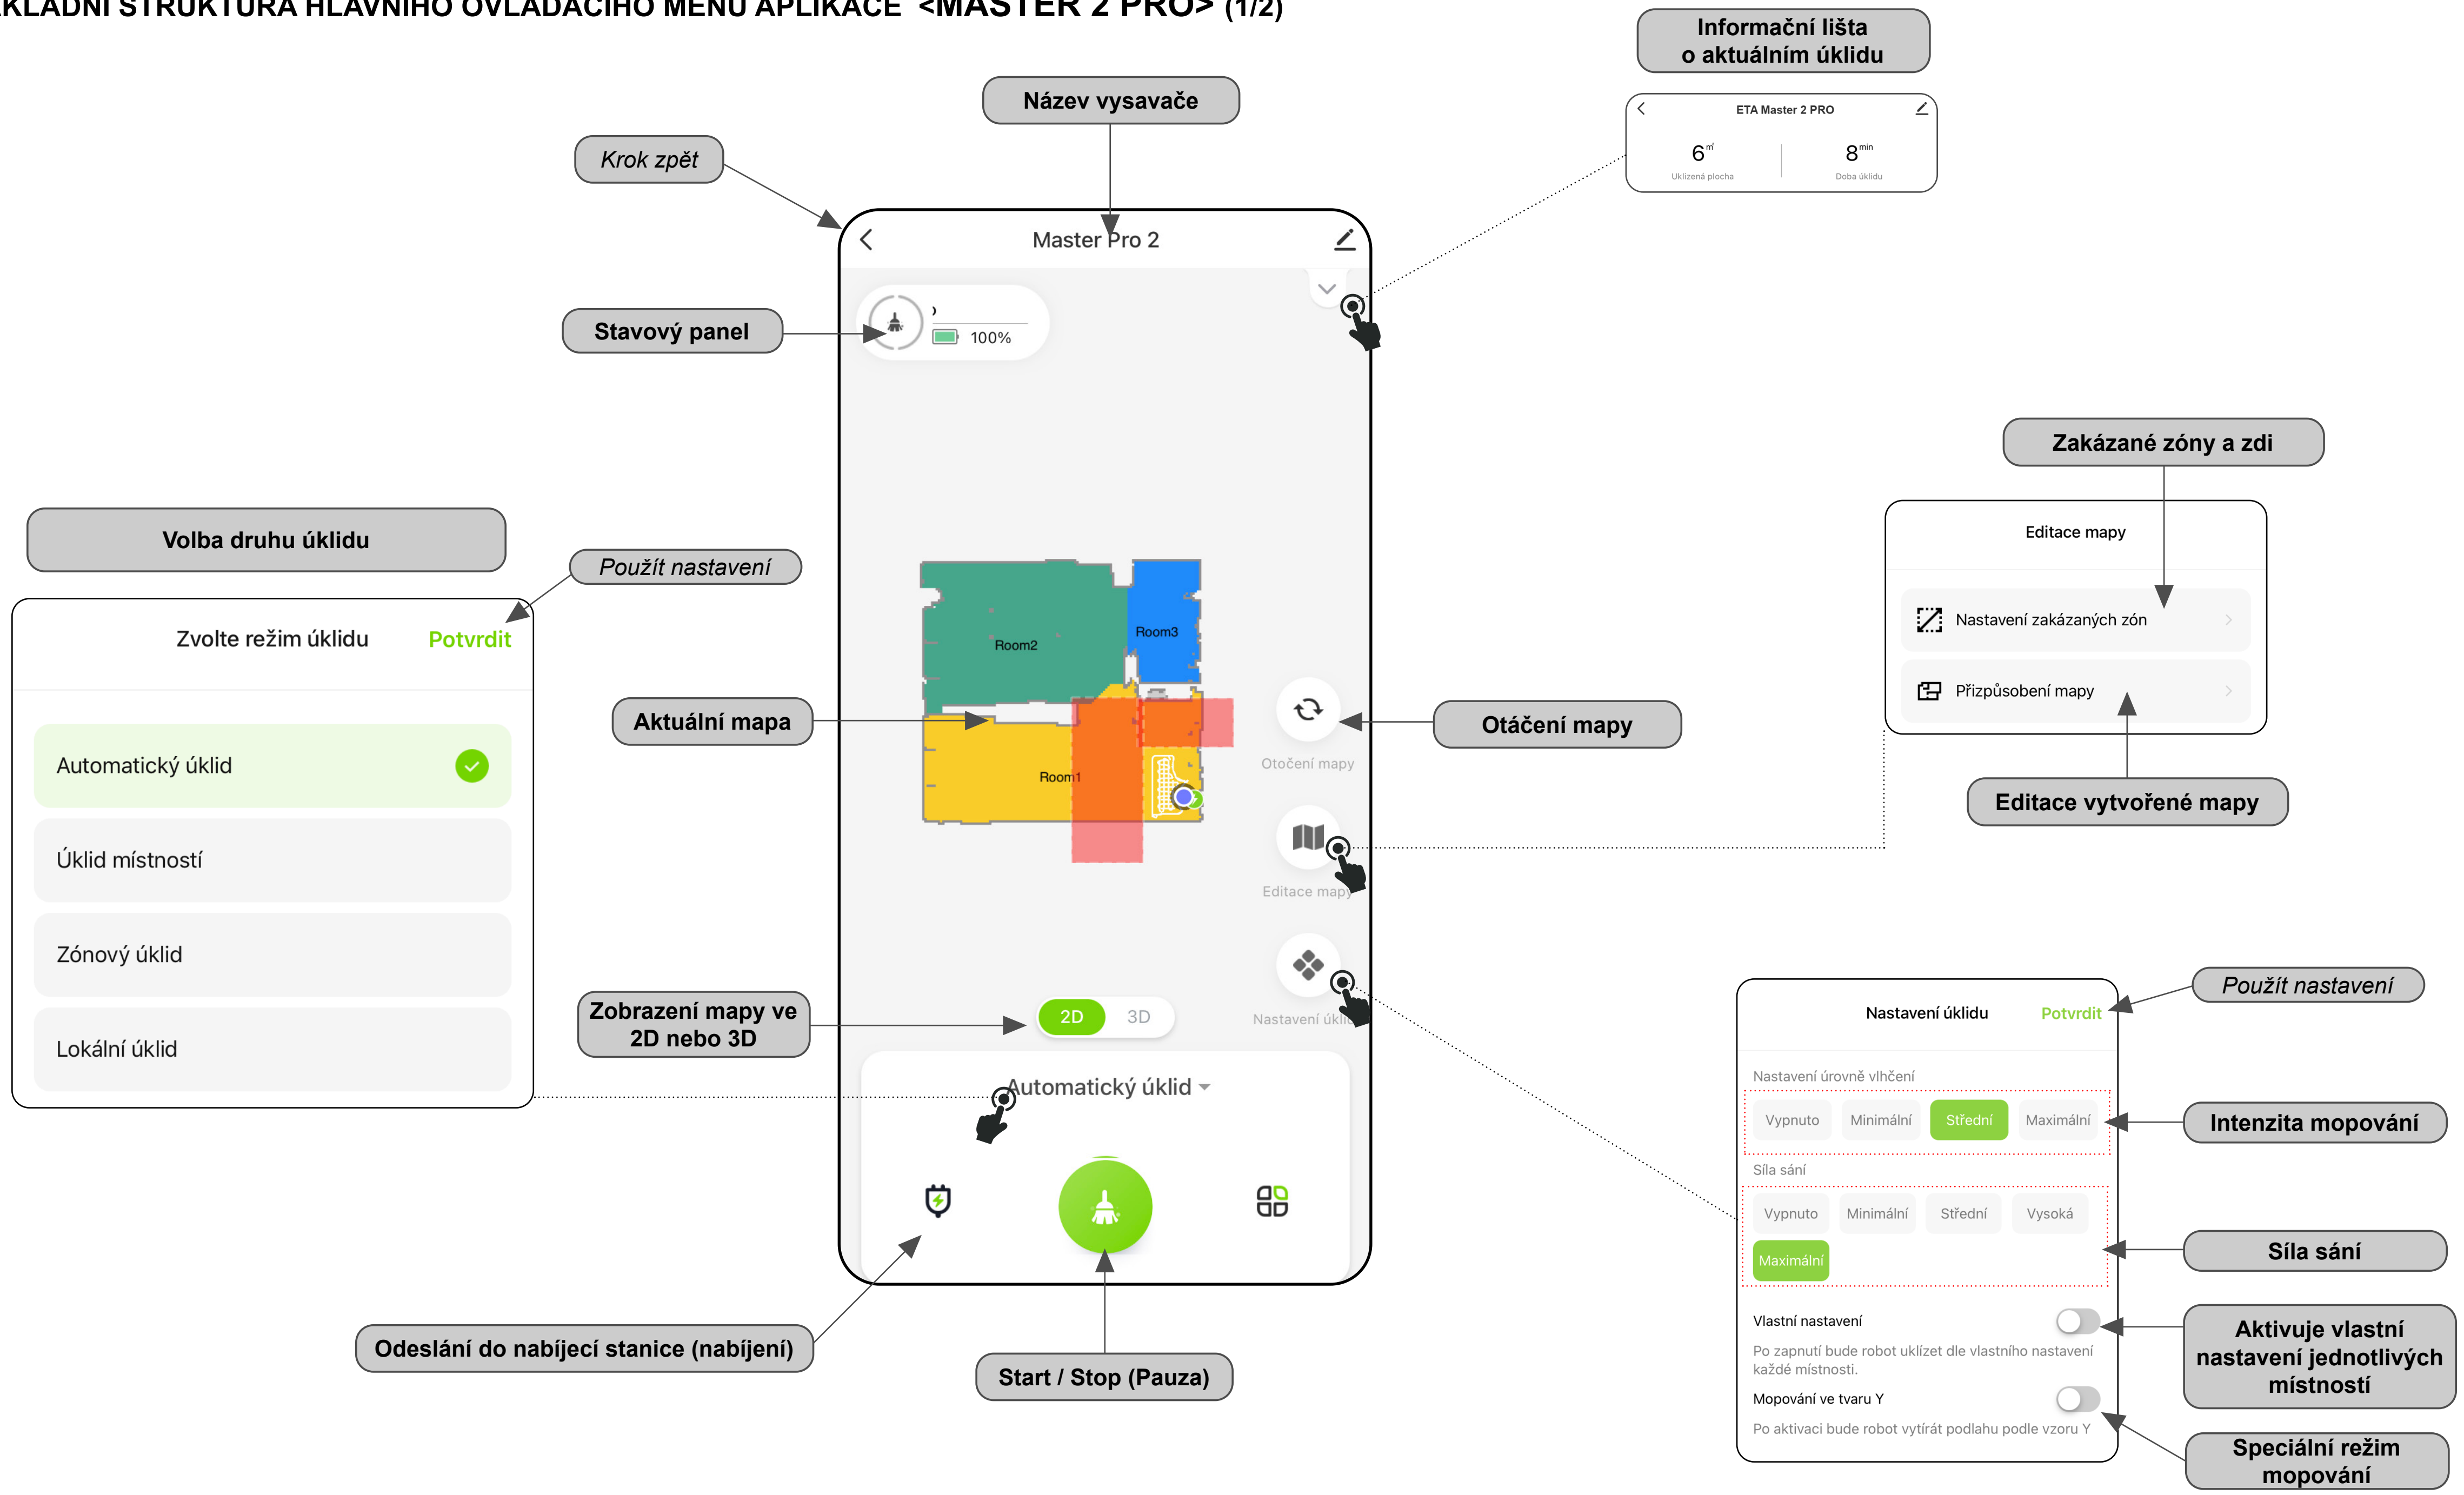 KLADNÍ STRUKTURA HLAVNÍHO OVLÁDACÍHO MENU APLIKACE <MASTER 2 PRO> (1/2)
Informační lišta
o aktuálním úklidu
ETA Master 2 PRO
6 ㎡
8 min
Uklizená plocha
Doba úklidu
Název vysavače
Krok zpět
Master Pro 2
Stavový panel
100%
Zakázané zóny a zdi
Editace mapy
Nastavení zakázaných zón
Přizpůsobení mapy
Editace vytvořené mapy
Volba druhu úklidu
Použít nastavení
Zvolte režim úklidu
Potvrdit
Automatický úklid
Úklid místností
Zónový úklid
Lokální úklid
Room2
Room3
Room1
Aktuální mapa
Otáčení mapy
Otočení mapy
Editace mapy
Nastavení úkli
Zobrazení mapy ve
2D nebo 3D
2D
3D
Automatický úklid
Odeslání do nabíjecí stanice (nabíjení)
Start / Stop (Pauza)
Použít nastavení
Nastavení úklidu
Potvrdit
Nastavení úrovně vlhčení
Vypnuto
Minimální
Střední
Maximální
Intenzita mopování
Síla sání
Vypnuto
Minimální
Střední
Vysoká
Maximální
Síla sání
Vlastní nastavení
Po zapnutí bude robot uklízet dle vlastního nastavení
každé místnosti.
Aktivuje vlastní
nastavení jednotlivých
místností
Mopování ve tvaru Y
Po aktivaci bude robot vytírát podlahu podle vzoru Y
Speciální režim
mopování